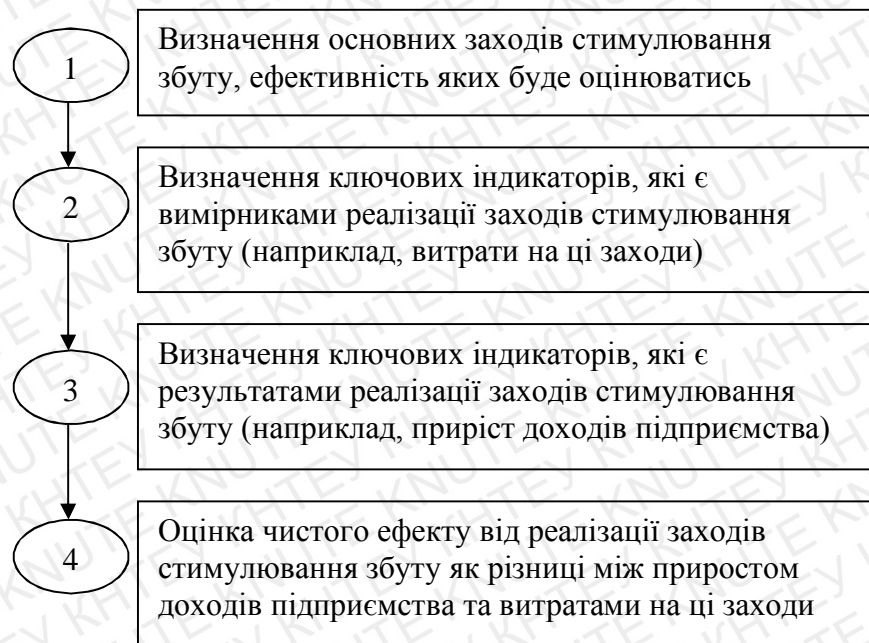 1
Визначення основних заходів стимулювання
збуту, ефективність яких буде оцінюватись
2
Визначення ключових індикаторів, які є
вимірниками реалізації заходів стимулювання
збуту (наприклад, витрати на ці заходи)
3
Визначення ключових індикаторів, які є
результатами реалізації заходів стимулювання
збуту (наприклад, приріст доходів підприємства)
4
Оцінка чистого ефекту від реалізації заходів
стимулювання збуту як різниці між приростом
доходів підприємства та витратами на ці заходи